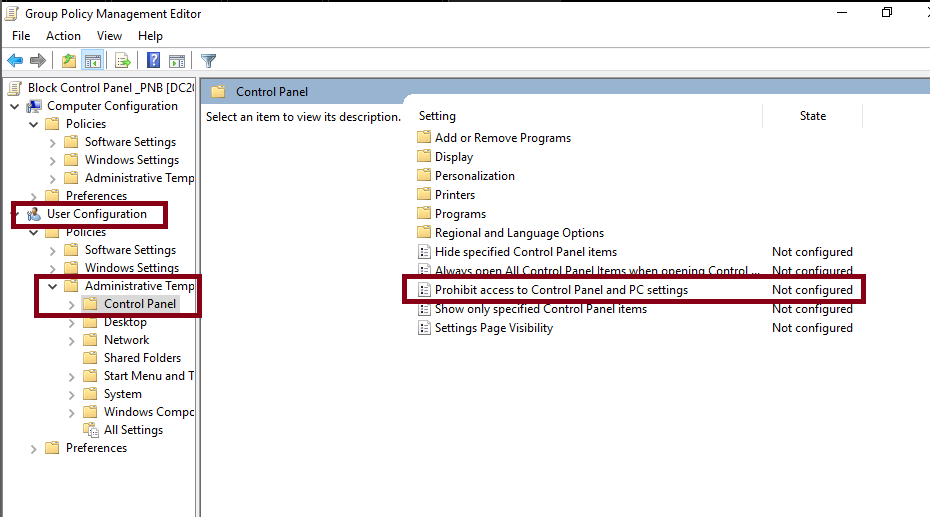 Group Policy Management Editor
File Action View Help
Block Control Panel _PNB [DC20
Computer Configuration
Policies
Software Settings
Windows Settings
Administrative Temp
Preferences
User Configuration
Policies
Software Settings
Windows Settings
Administrative Temp
Control Panel
Desktop
Network
Shared Folders
Start Menu and T
System
Windows Compo
All Settings
Preferences
Control Panel
Select an item to view its description.
Setting State
Add or Remove Programs
Display
Personalization
Printers
Programs
Regional and Language Options
Hide specified Control Panel items Not configured
Always open All Control Panel Items when opening Control ... Not configured
Prohibit access to Control Panel and PC settings Not configured
Show only specified Control Panel items Not configured
Settings Page Visibility Not configured